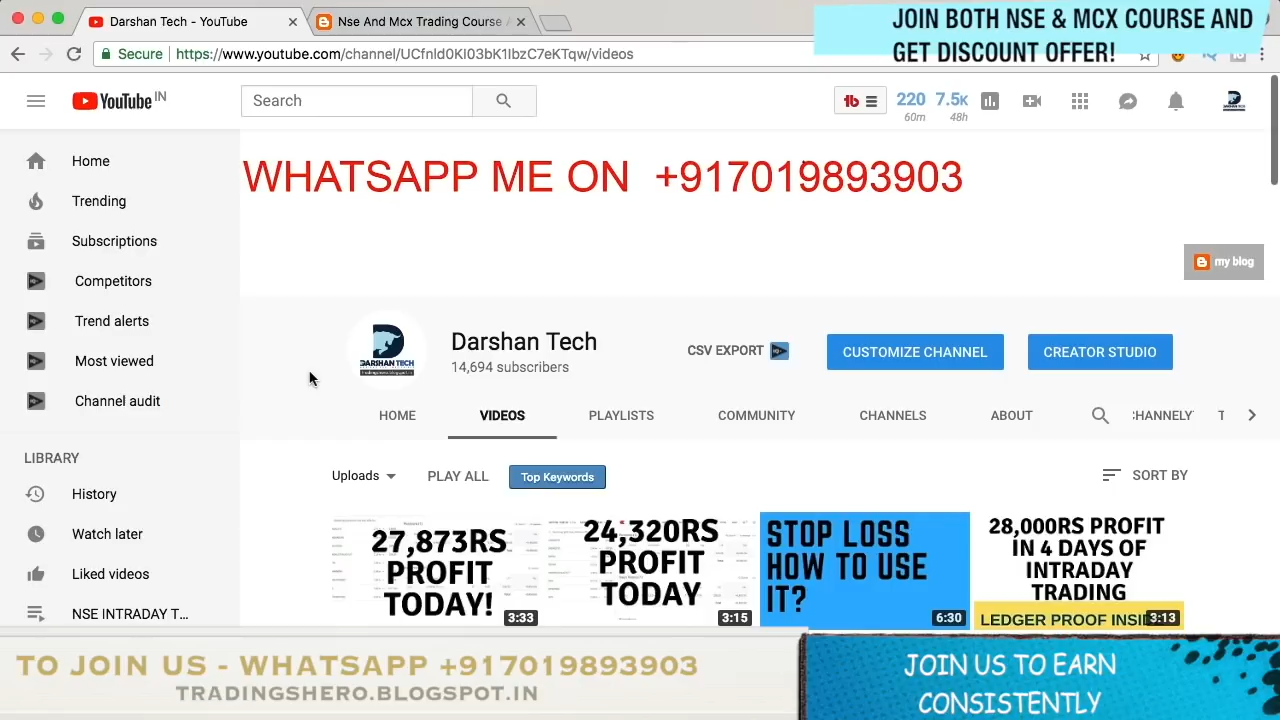 Darshan Tech - YouTube
Nse And Mcx Trading Course
JOIN BOTH NSE & MCX COURSE AND
GET DISCOUNT OFFER!
Secure
https://www.youtube.com/channel/UCfnId0KI03bK1IbzC7eKTqw/videos
YouTube IN
Search
220 7.5K
60m 48h
DARSHAN TECH
Home
Trending
Subscriptions
Competitors
Trend alerts
Most viewed
Channel audit
LIBRARY
History
Watch later
Liked videos
NSE INTRADAY T...
WHATSAPP ME ON +917019893903
my blog
DARSHAN TECH
Darshan Tech
14,694 subscribers
CSV EXPORT
CUSTOMIZE CHANNEL
CREATOR STUDIO
HOME
VIDEOS
PLAYLISTS
COMMUNITY
CHANNELS
ABOUT
:HANNELY
T
Uploads
PLAY ALL
Top Keywords
SORT BY
27,873RS
PROFIT
TODAY!
3:33
24,320RS
PROFIT
TODAY
3:15
STOP LOSS
HOW TO USE
IT?
6:30
28,000RS PROFIT
IN 4 DAYS OF
INTRADAY
TRADING
LEDGER PROOF INSI
3:13
TO JOIN US - WHATSAPP +917019893903
TRADINGSHERO.BLOGSPOT.IN
JOIN US TO EARN
CONSISTENTLY